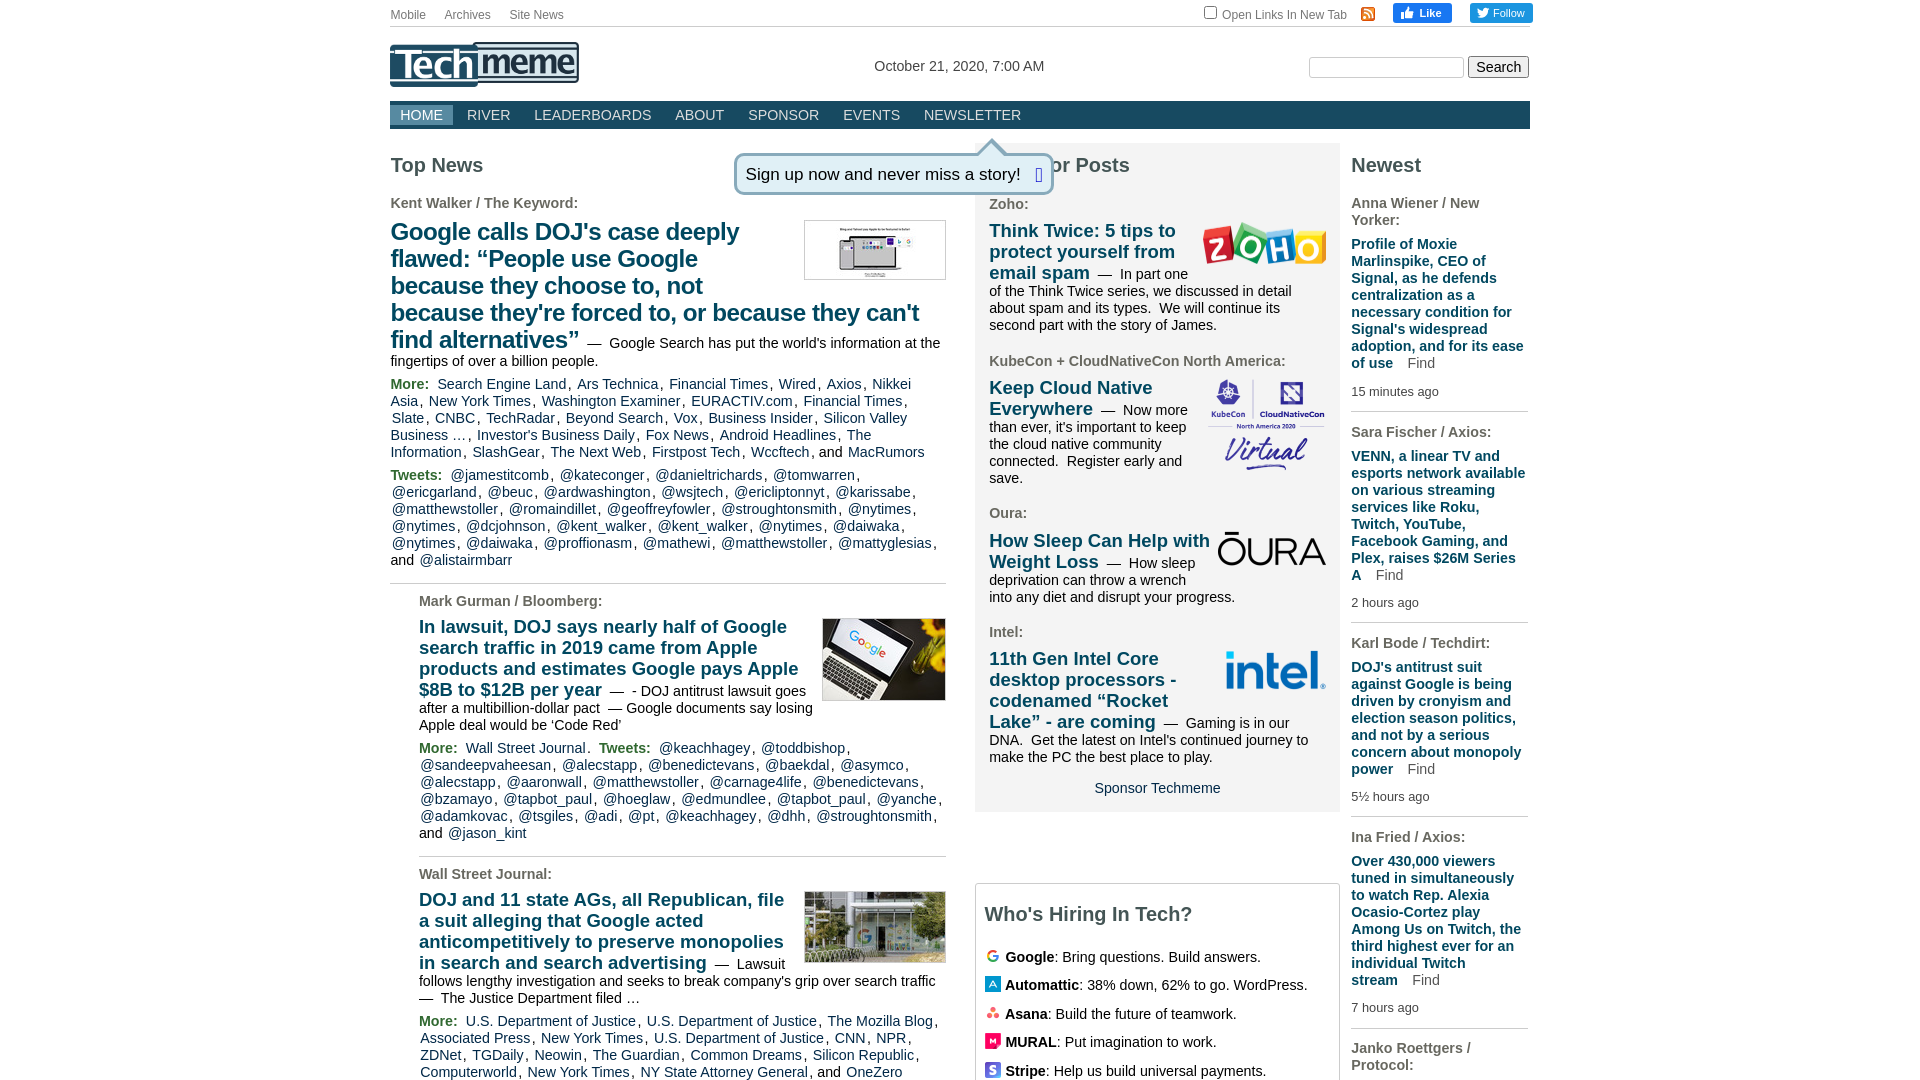 Mobile Archives Site News
Open Links In New Tab Like Follow
Techmeme
October 21, 2020, 7:00 AM
Search
HOME RIVER LEADERBOARDS ABOUT SPONSOR EVENTS NEWSLETTER
Sign up now and never miss a story!
Top News
Kent Walker / The Keyword:
Google calls DOJ's case deeply
flawed: “People use Google
because they choose to, not
because they're forced to, or because they can't
find alternatives” — Google Search has put the world's information at the
fingertips of over a billion people.
More: Search Engine Land, Ars Technica, Financial Times, Wired, Axios, Nikkei
Asia, New York Times, Washington Examiner, EURACTIV.com, Financial Times,
Slate, CNBC, TechRadar, Beyond Search, Vox, Business Insider, Silicon Valley
Business …, Investor's Business Daily, Fox News, Android Headlines, The
Information, SlashGear, The Next Web, Firstpost Tech, Wccftech, and MacRumors
Tweets: @jamestitcomb, @kateconger, @danieltrichards, @tomwarren,
@ericgarland, @beuc, @ardwashington, @wsjtech, @ericliptonnyt, @karissabe,
@matthewstoller, @romaindillet, @geoffreyfowler, @stroughtonsmith, @nytimes,
@nytimes, @dcjohnson, @kent_walker, @kent_walker, @nytimes, @daiwaka,
@nytimes, @daiwaka, @proffionasm, @mathewi, @matthewstoller, @mattyglesias,
and @alistairmbarr
Mark Gurman / Bloomberg:
In lawsuit, DOJ says nearly half of Google
search traffic in 2019 came from Apple
products and estimates Google pays Apple
$8B to $12B per year — - DOJ antitrust lawsuit goes
after a multibillion-dollar pact — Google documents say losing
Apple deal would be ‘Code Red’
Google
More: Wall Street Journal. Tweets: @keachhagey, @toddbishop,
@sandeepvaheesan, @alecstapp, @benedictevans, @baekdal, @asymco,
@alecstapp, @aaronwall, @matthewstoller, @carnage4life, @benedictevans,
@bzamayo, @tapbot_paul, @hoeglaw, @edmundlee, @tapbot_paul, @yanche,
@adamkovac, @tsgiles, @adi, @pt, @keachhagey, @dhh, @stroughtonsmith,
and @jason_kint
Wall Street Journal:
DOJ and 11 state AGs, all Republican, file
a suit alleging that Google acted
anticompetitively to preserve monopolies
in search and search advertising — Lawsuit
follows lengthy investigation and seeks to break company's grip over search traffic
— The Justice Department filed …
More: U.S. Department of Justice, U.S. Department of Justice, The Mozilla Blog,
Associated Press, New York Times, U.S. Department of Justice, CNN, NPR,
ZDNet, TGDaily, Neowin, The Guardian, Common Dreams, Silicon Republic,
Computerworld, New York Times, NY State Attorney General, and OneZero
or Posts
Zoho:
Think Twice: 5 tips to
protect yourself from
email spam — In part one
of the Think Twice series, we discussed in detail
about spam and its types. We will continue its
second part with the story of James.
ZOHO
KubeCon + CloudNativeCon North America:
Keep Cloud Native
Everywhere — Now more
than ever, it's important to keep
the cloud native community
connected. Register early and
save.
KubeCon CloudNativeCon
North America 2020
Virtual
Oura:
How Sleep Can Help with
Weight Loss — How sleep
deprivation can throw a wrench
into any diet and disrupt your progress.
ŌURA
Intel:
11th Gen Intel Core
desktop processors -
codenamed “Rocket
Lake” - are coming — Gaming is in our
DNA. Get the latest on Intel's continued journey to
make the PC the best place to play.
intel.
Sponsor Techmeme
Who's Hiring In Tech?
Google: Bring questions. Build answers.
Automattic: 38% down, 62% to go. WordPress.
Asana: Build the future of teamwork.
MURAL: Put imagination to work.
Stripe: Help us build universal payments.
Newest
Anna Wiener / New
Yorker:
Profile of Moxie
Marlinspike, CEO of
Signal, as he defends
centralization as a
necessary condition for
Signal's widespread
adoption, and for its ease
of use Find
15 minutes ago
Sara Fischer / Axios:
VENN, a linear TV and
esports network available
on various streaming
services like Roku,
Twitch, YouTube,
Facebook Gaming, and
Plex, raises $26M Series
A Find
2 hours ago
Karl Bode / Techdirt:
DOJ's antitrust suit
against Google is being
driven by cronyism and
election season politics,
and not by a serious
concern about monopoly
power Find
5½ hours ago
Ina Fried / Axios:
Over 430,000 viewers
tuned in simultaneously
to watch Rep. Alexia
Ocasio-Cortez play
Among Us on Twitch, the
third highest ever for an
individual Twitch
stream Find
7 hours ago
Janko Roettgers /
Protocol: